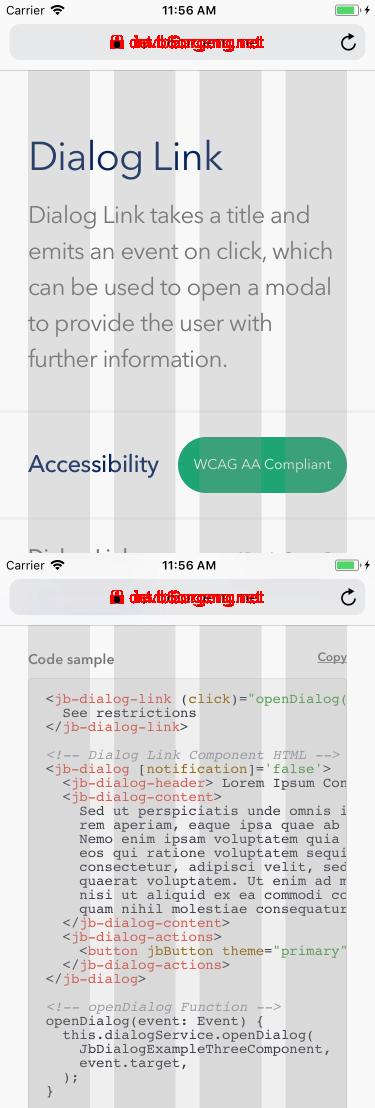 Carrier 11:56 AM
Dialog Link
Dialog Link takes a title and
emits an event on click, which
can be used to open a modal
to provide the user with
further information.
Accessibility WCAG AA Compliant
Carrier 11:56 AM
Code sample Copy
<jb-dialog-link (click)="openDialog(
See restrictions
</jb-dialog-link>
<!-- Dialog Link Component HTML -->
<jb-dialog [notification]='false'>
<jb-dialog-header> Lorem Ipsum Con
<jb-dialog-content>
Sed ut perspiciatis unde omnis i
rem aperiam, eaque ipsa quae ab
Nemo enim ipsam voluptatem quia
eos qui ratione voluptatem sequi
consectetur, adipisci velit, sed
quaerat voluptatem. Ut enim ad m
nisi ut aliquid ex ea commodi co
quam nihil molestiae consequatur
</jb-dialog-content>
<jb-dialog-actions>
<button jbButton theme="primary"
</jb-dialog-actions>
</jb-dialog>
<!-- openDialog Function -->
openDialog(event: Event) {
this.dialogService.openDialog(
JbDialogExampleThreeComponent,
event.target,
);
}